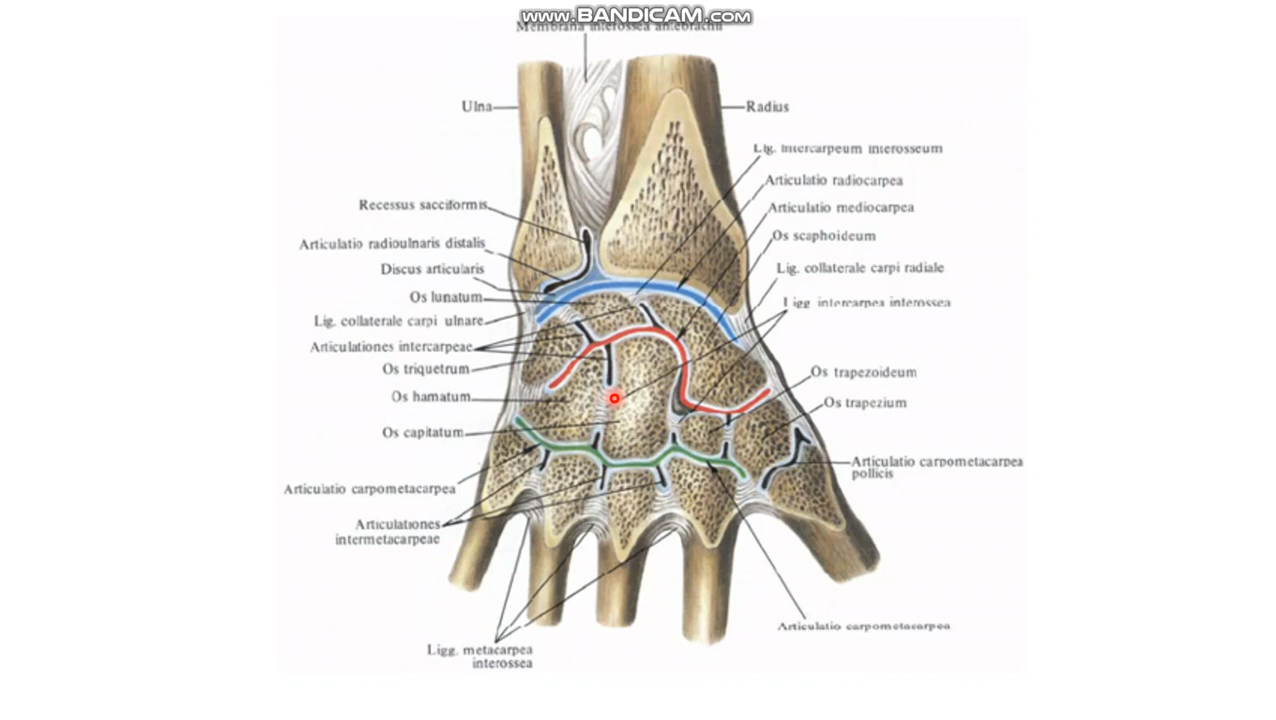 www.BANDICAM.com
Membrana interossea antebrachii
Ulna
Radius
Lig. intercarpeum interosseum
Articulatio radiocarpea
Recessus sacciformis
Articulatio mediocarpea
Os scaphoideum
Articulatio radioulnaris distalis
Discus articularis
Lig. collaterale carpi radiale
Os lunatum
Ligg intercarpea interossea
Lig. collaterale carpi ulnare
Articulationes intercarpeae
Os triquetrum
Os trapezoideum
Os hamatum
Os trapezium
Os capitatum
Articulatio carpometacarpea
pollicis
Articulatio carpometacarpea
Articulationes
intermetacarpeae
Articulatio carpometacarpea
Ligg. metacarpea
interossea